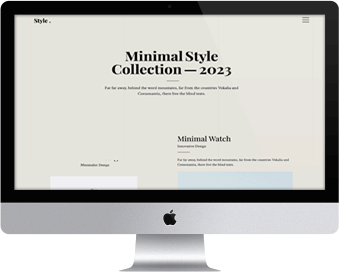 Style .
Minimal Style
Collection — 2023
Far far away, behind the word mountains, far from the countries Vokalia and
Consonantia, there live the blind texts.
Minimal Watch
Innovative Design
Minimalist Design
Far far away, behind the word mountains, far from the countries Vokalia and
Consonantia, there live the blind texts.